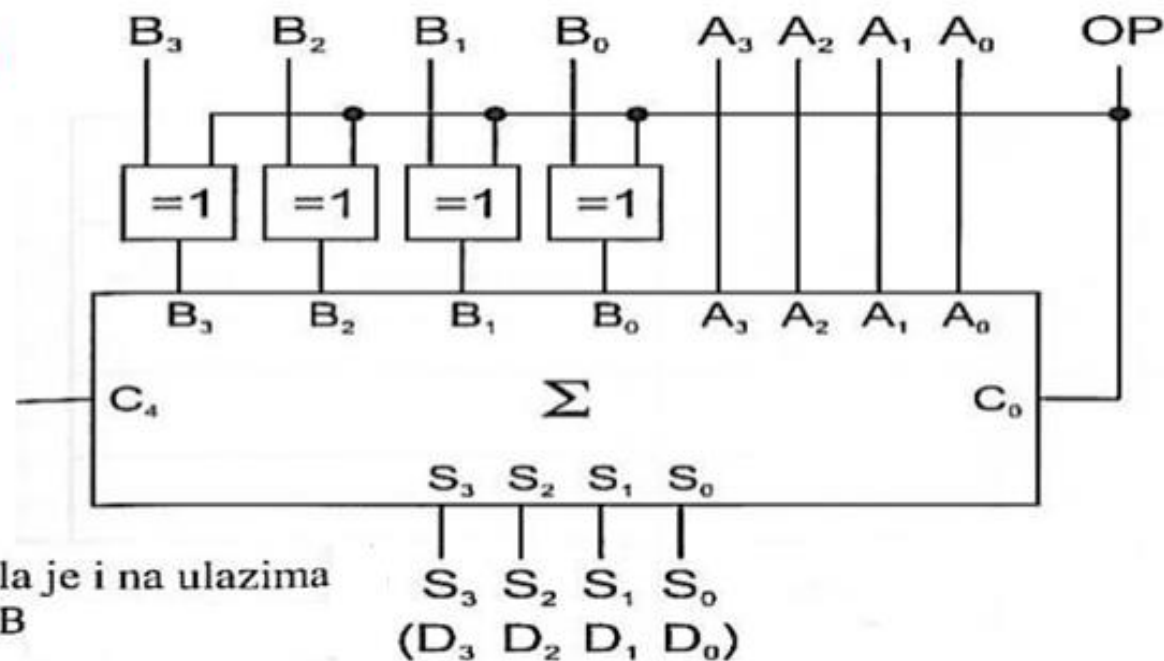 B₃ B₂ B₁ B₀ A₃ A₂ A₁ A₀ OP
=1 =1 =1 =1
B₃ B₂ B₁ B₀ A₃ A₂ A₁ A₀
C₄ Σ C₀
S₃ S₂ S₁ S₀
la je i na ulazima S₃ S₂ S₁ S₀
B (D₃ D₂ D₁ D₀)